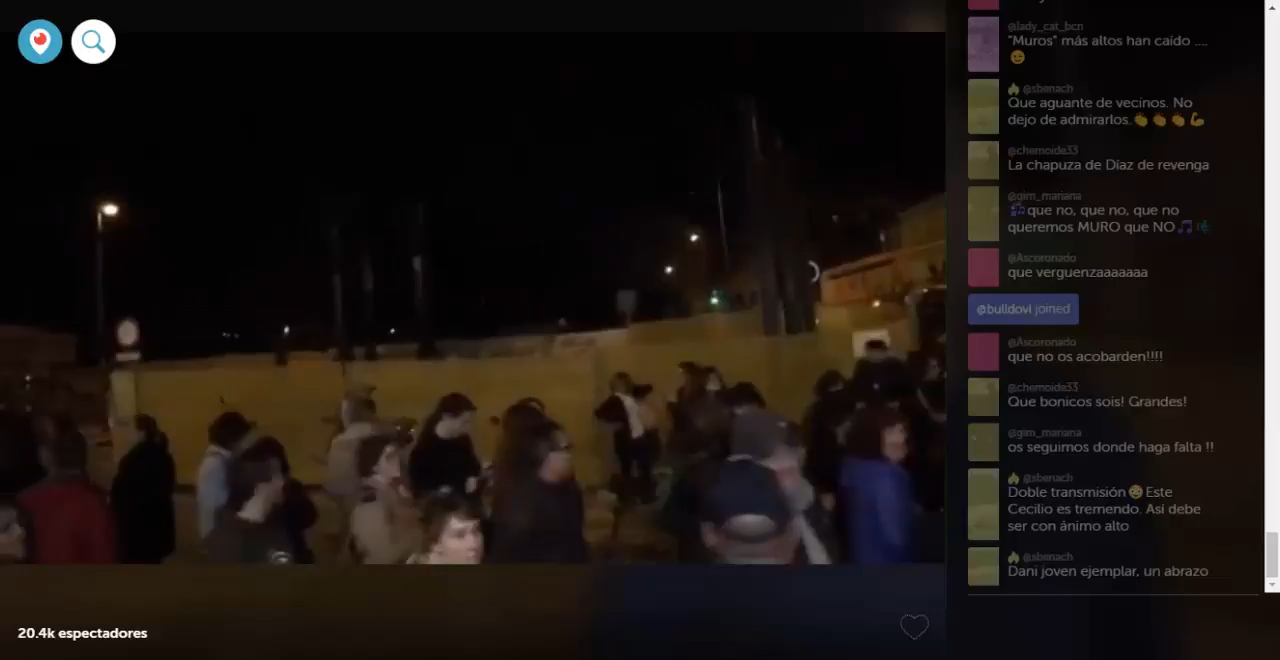 @lady_cat_bcn
"Muros" más altos han caído ....
😊
🔥 @sbenach
Que aguante de vecinos. No
dejo de admirarlos.👏👏👏💪
@chemoide33
La chapuza de Díaz de revenga
@gim_mariana
🎶que no, que no, que no
queremos MURO que NO🎵
@Ascoronado
que verguenzaaaaaaa
@bulldovi joined
@Ascoronado
que no os acobarden!!!!
@chemoide33
Que bonicos sois! Grandes!
@gim_mariana
os seguimos donde haga falta !!
🔥 @sbenach
Doble transmisión😢Este
Cecilio es tremendo. Así debe
ser con ánimo alto
🔥 @sbenach
Dani joven ejemplar, un abrazo
20.4k espectadores